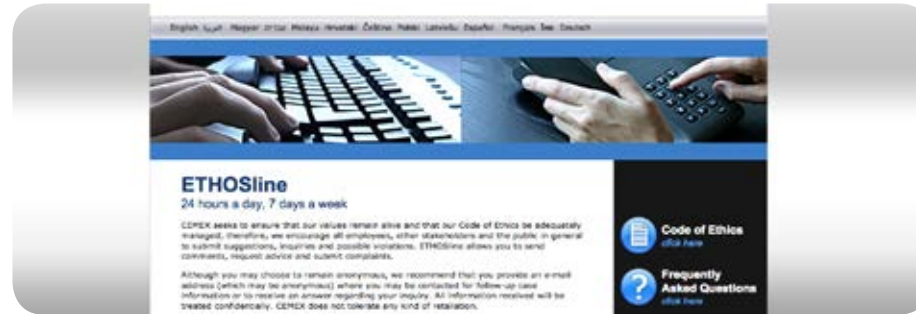 English العربية Magyar עברית Melayu Hrvatski Čeština Polski Latviešu Español Français ไทย Deutsch
ETHOSline
24 hours a day, 7 days a week
CEMEX seeks to ensure that our values remain alive and that our Code of Ethics be adequately
managed, therefore, we encourage all employees, other stakeholders and the public in general
to submit suggestions, inquiries and possible violations. ETHOSline allows you to send
comments, request advice and submit complaints.
Although you may choose to remain anonymous, we recommend that you provide an e-mail
address (which may be anonymous) where you may be contacted for follow-up case
information or to receive an answer regarding your inquiry. All information received will be
treated confidentially. CEMEX does not tolerate any kind of retaliation.
Code of Ethics
click here
Frequently
Asked Questions
click here